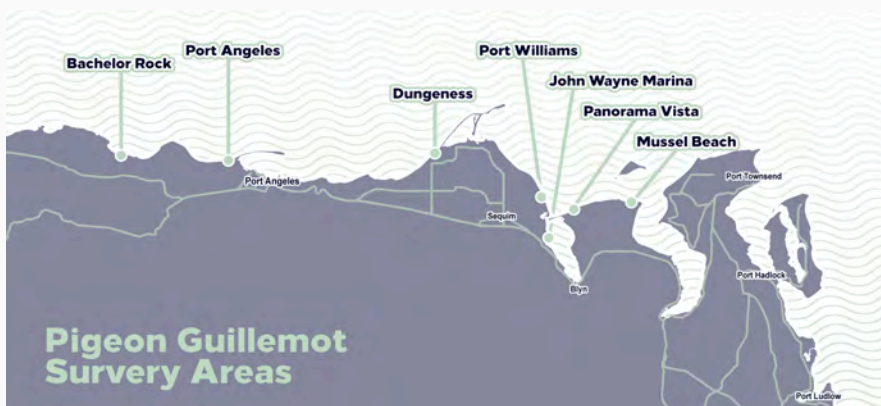 Port Angeles
Port Williams
Bachelor Rock
John Wayne Marina
Dungeness
Panorama Vista
Mussel Beach
Port Townsend
Port Angeles
Sequim
Port Hadlock
Blyn
Pigeon Guillemot
Survery Areas
Port Ludlow